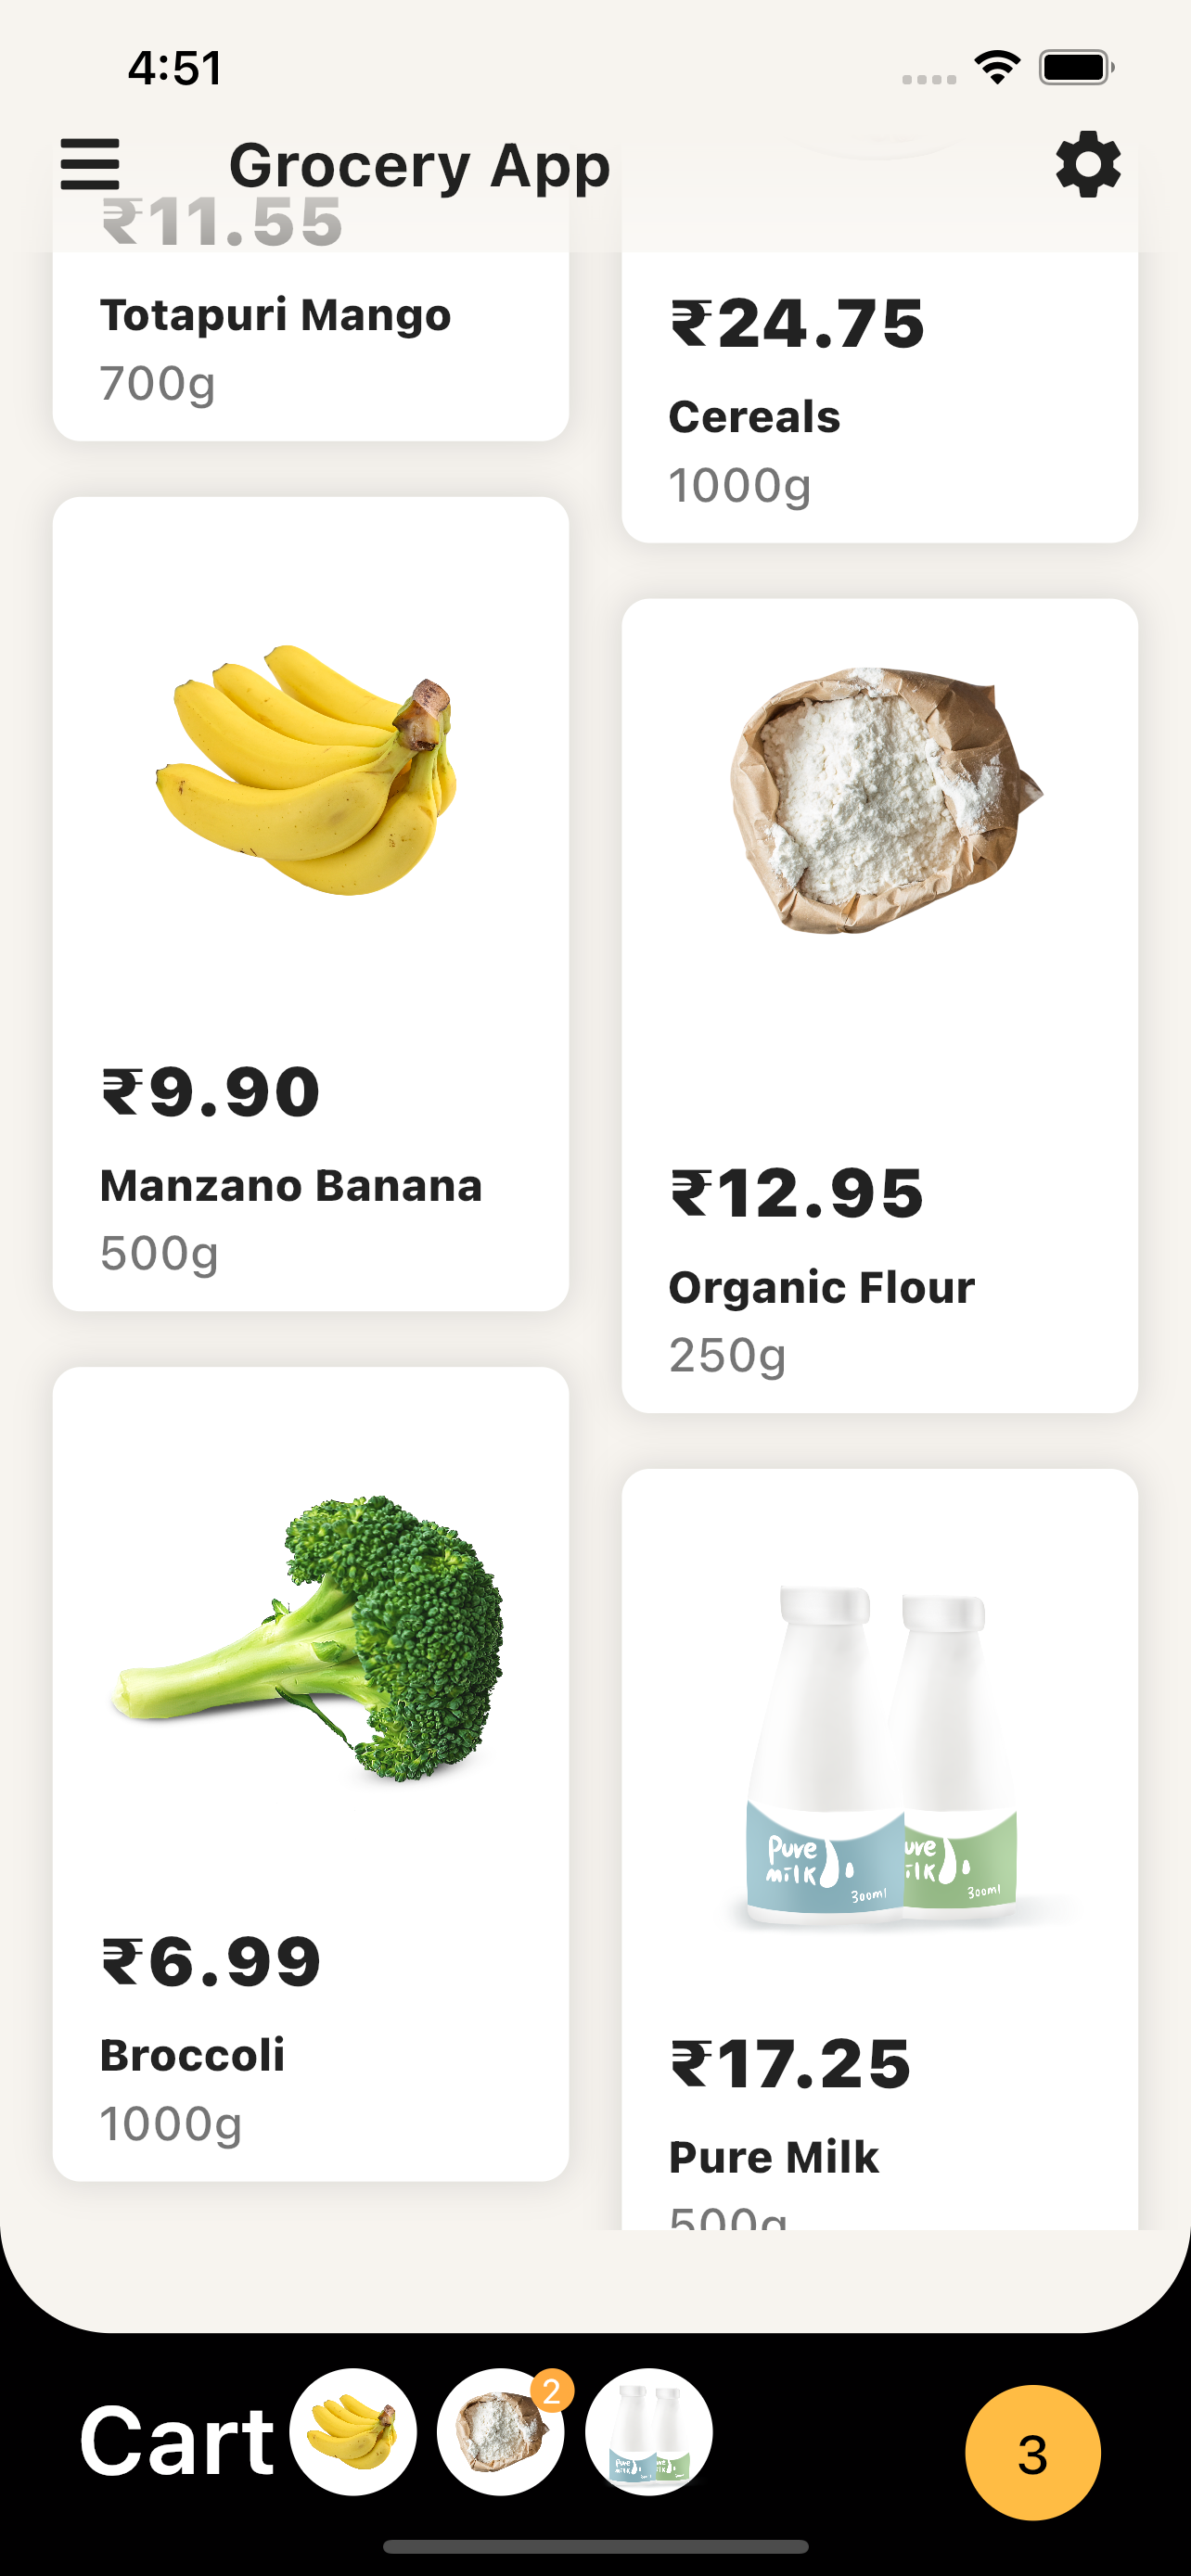 4:51
Grocery App
₹11.55
Totapuri Mango
700g
₹24.75
Cereals
1000g
₹9.90
Manzano Banana
500g
₹12.95
Organic Flour
250g
₹6.99
Broccoli
1000g
Pure
milk
300ml
ure
ilk
300ml
₹17.25
Pure Milk
500g
Cart
2
Pure
milk
3